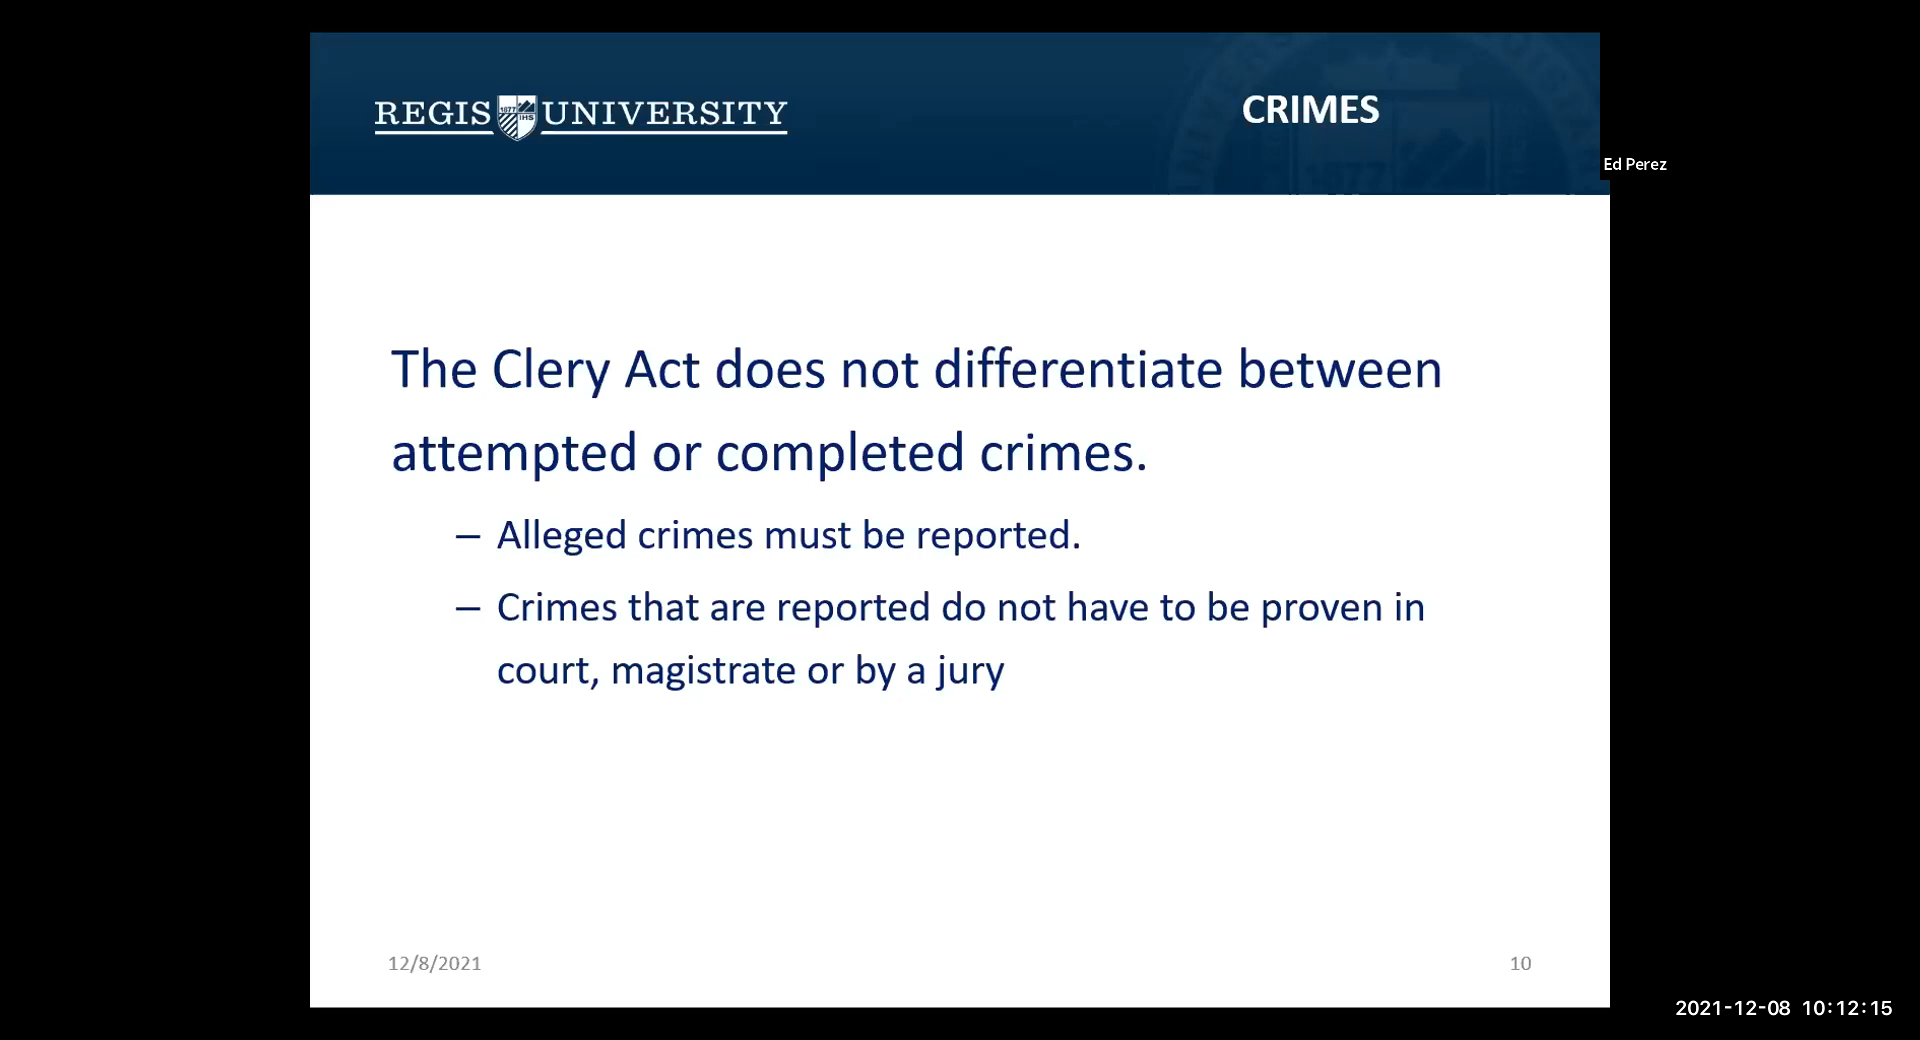 REGIS 1877 IHS UNIVERSITY
CRIMES
Ed Perez
The Clery Act does not differentiate between
attempted or completed crimes.
– Alleged crimes must be reported.
– Crimes that are reported do not have to be proven in
court, magistrate or by a jury
12/8/2021
10
2021-12-08 10:12:15